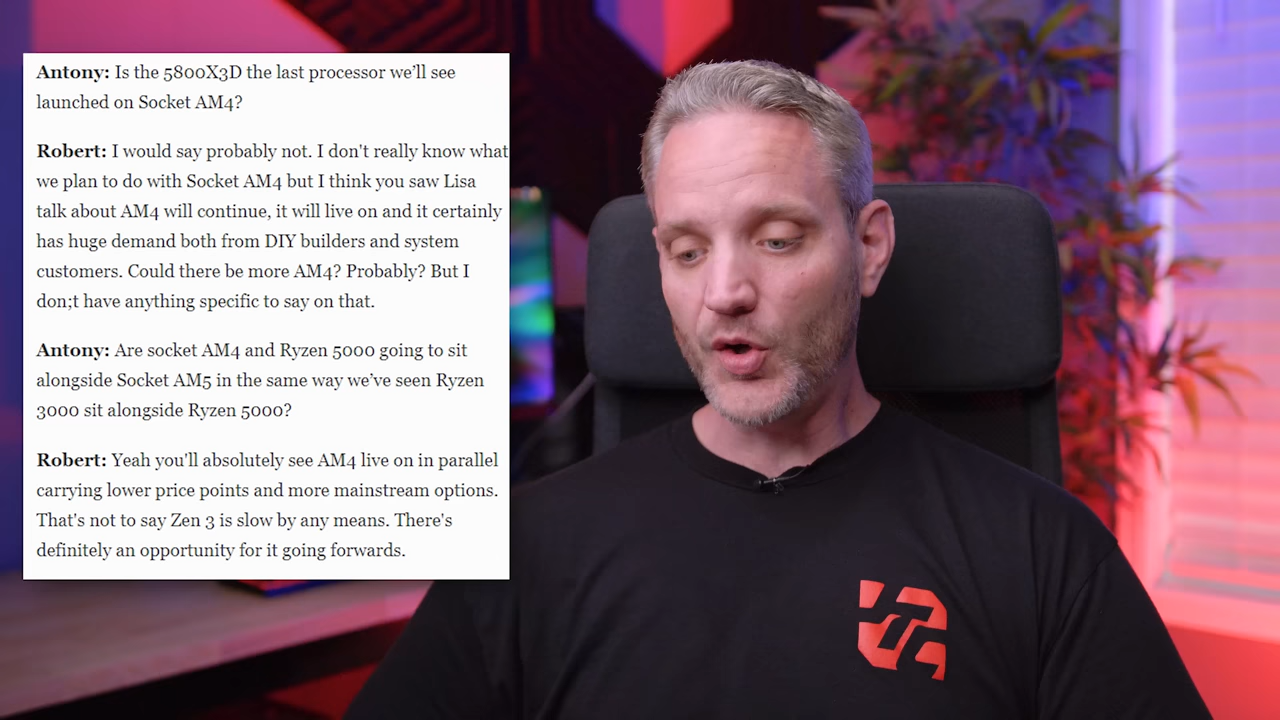 Antony: Is the 5800X3D the last processor we’ll see
launched on Socket AM4?
Robert: I would say probably not. I don't really know what
we plan to do with Socket AM4 but I think you saw Lisa
talk about AM4 will continue, it will live on and it certainly
has huge demand both from DIY builders and system
customers. Could there be more AM4? Probably? But I
don;t have anything specific to say on that.
Antony: Are socket AM4 and Ryzen 5000 going to sit
alongside Socket AM5 in the same way we’ve seen Ryzen
3000 sit alongside Ryzen 5000?
Robert: Yeah you'll absolutely see AM4 live on in parallel
carrying lower price points and more mainstream options.
That's not to say Zen 3 is slow by any means. There's
definitely an opportunity for it going forwards.